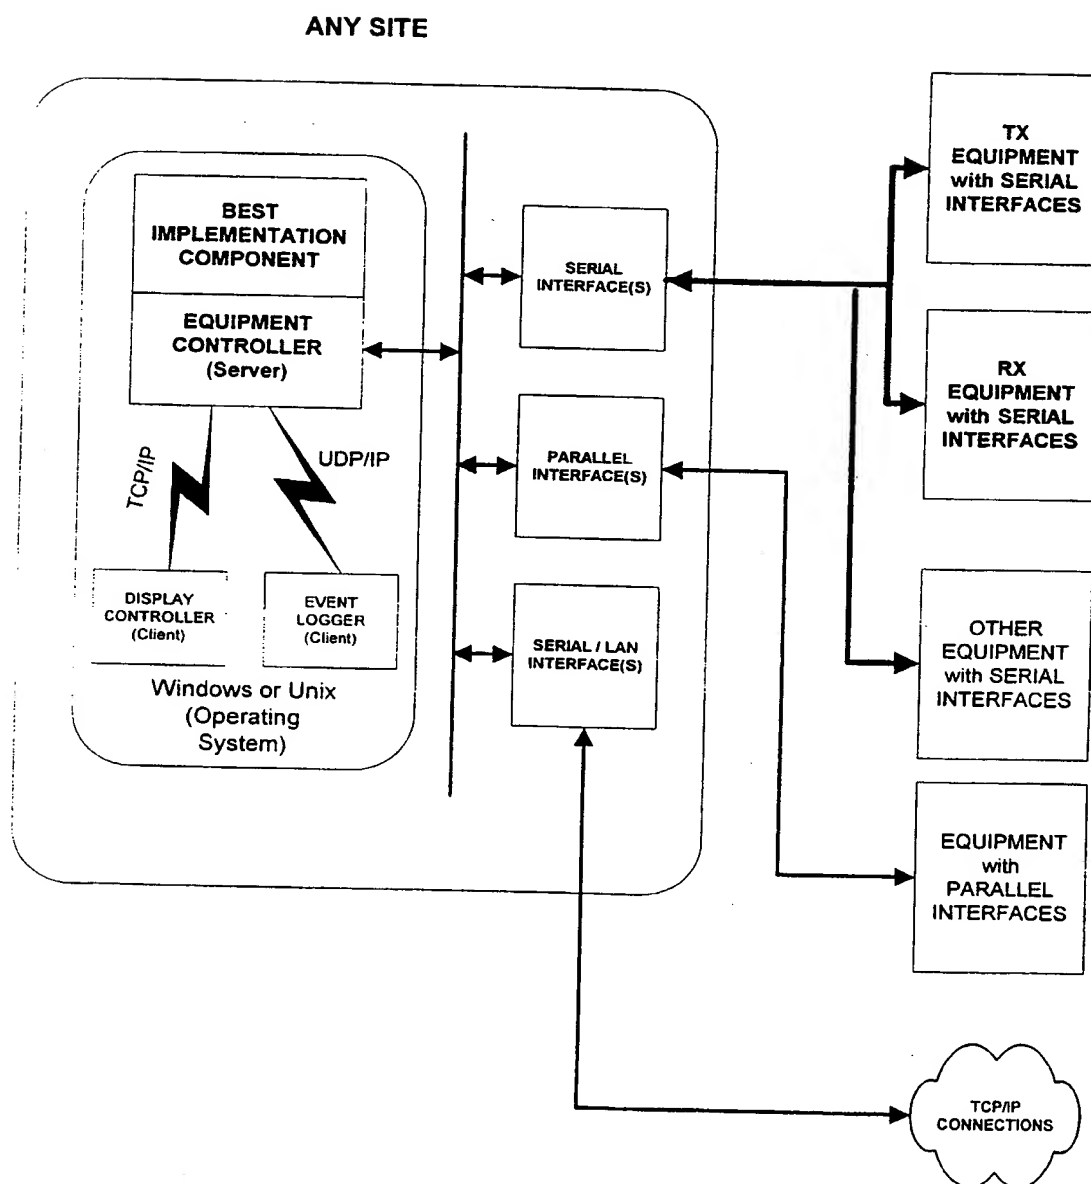 ANY SITE
BEST
IMPLEMENTATION
COMPONENT
EQUIPMENT
CONTROLLER
(Server)
TCP/IP
UDP/IP
DISPLAY
CONTROLLER
(Client)
EVENT
LOGGER
(Client)
Windows or Unix
(Operating
System)
SERIAL
INTERFACE(S)
PARALLEL
INTERFACE(S)
SERIAL / LAN
INTERFACE(S)
TX
EQUIPMENT
with SERIAL
INTERFACES
RX
EQUIPMENT
with SERIAL
INTERFACES
OTHER
EQUIPMENT
with SERIAL
INTERFACES
EQUIPMENT
with
PARALLEL
INTERFACES
TCP/IP
CONNECTIONS